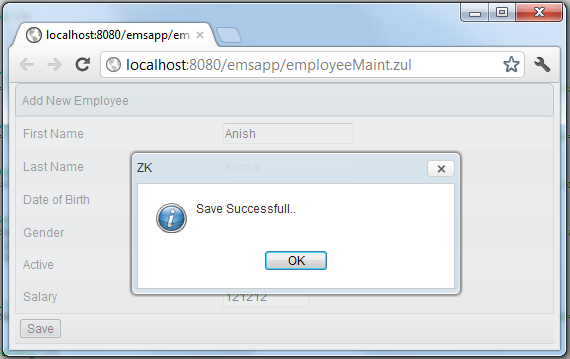 localhost:8080/emsapp/em
localhost:8080/emsapp/employeeMaint.zul
Add New Employee
First Name Anish
Last Name Kumar
ZK
Date of Birth
Save Successfull..
Gender
OK
Active
Salary 121212
Save